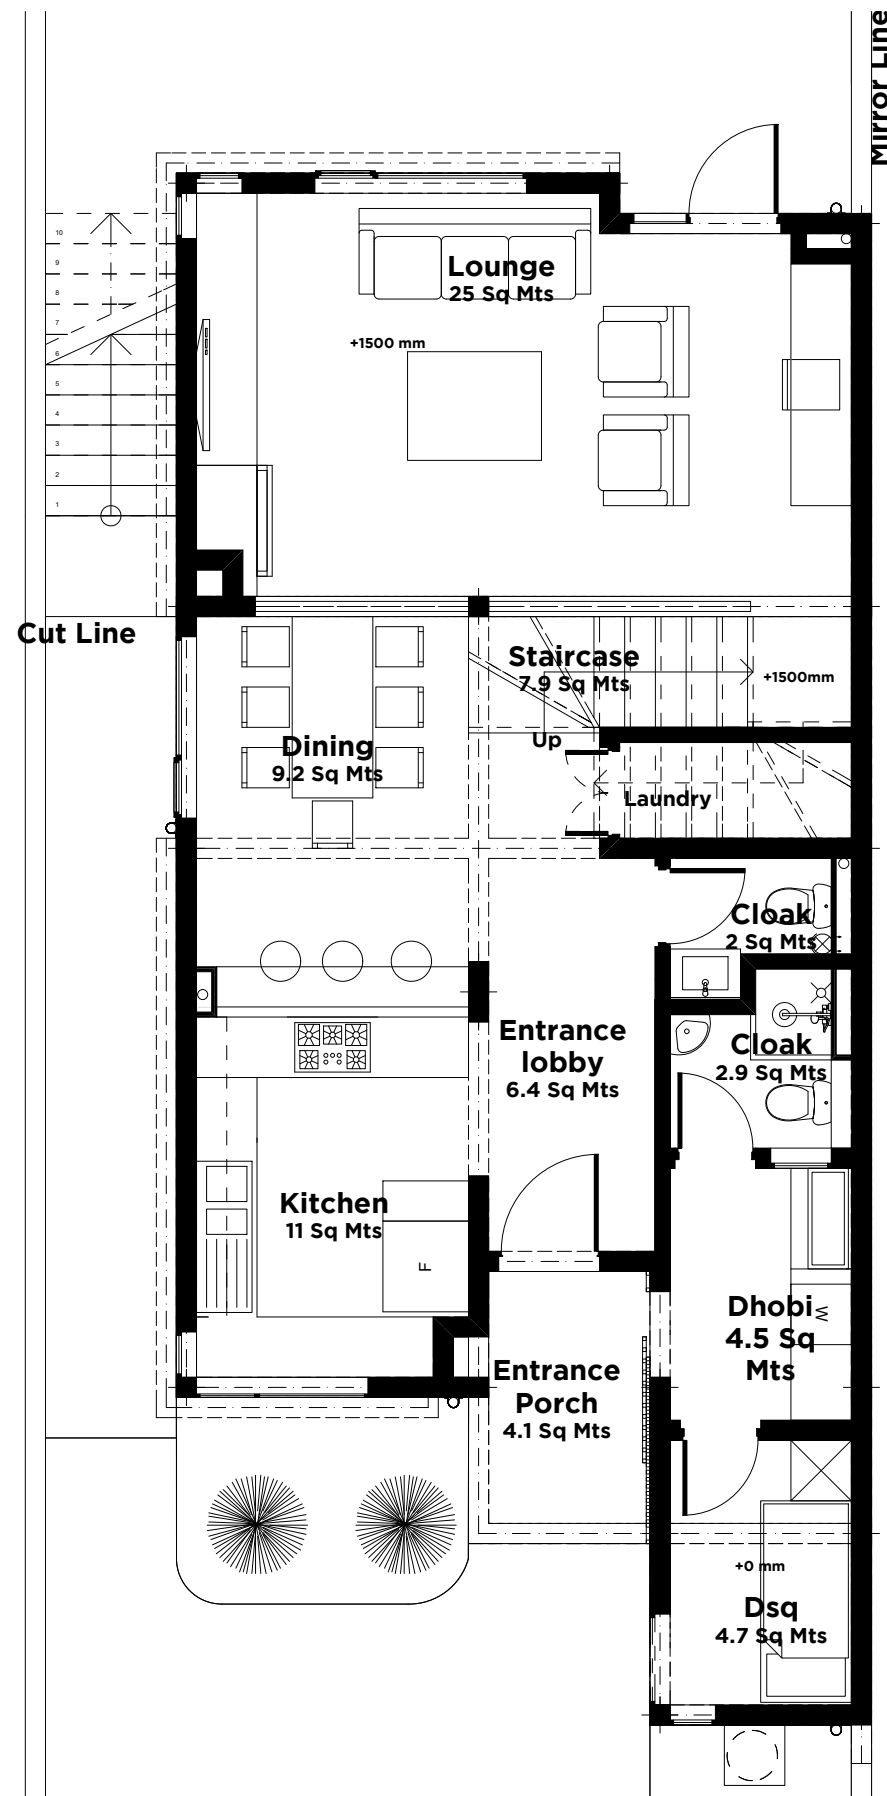 Mirror Line
Lounge
25 Sq Mts
+1500 mm
10
9
8
7
6
5
4
3
2
1
Cut Line
Staircase
7.9 Sq Mts
+1500mm
Up
Dining
9.2 Sq Mts
Laundry
Cloak
2 Sq Mts
Entrance
lobby
6.4 Sq Mts
Cloak
2.9 Sq Mts
Kitchen
11 Sq Mts
F
Dhobi
4.5 Sq
Mts
W
Entrance
Porch
4.1 Sq Mts
+0 mm
Dsq
4.7 Sq Mts